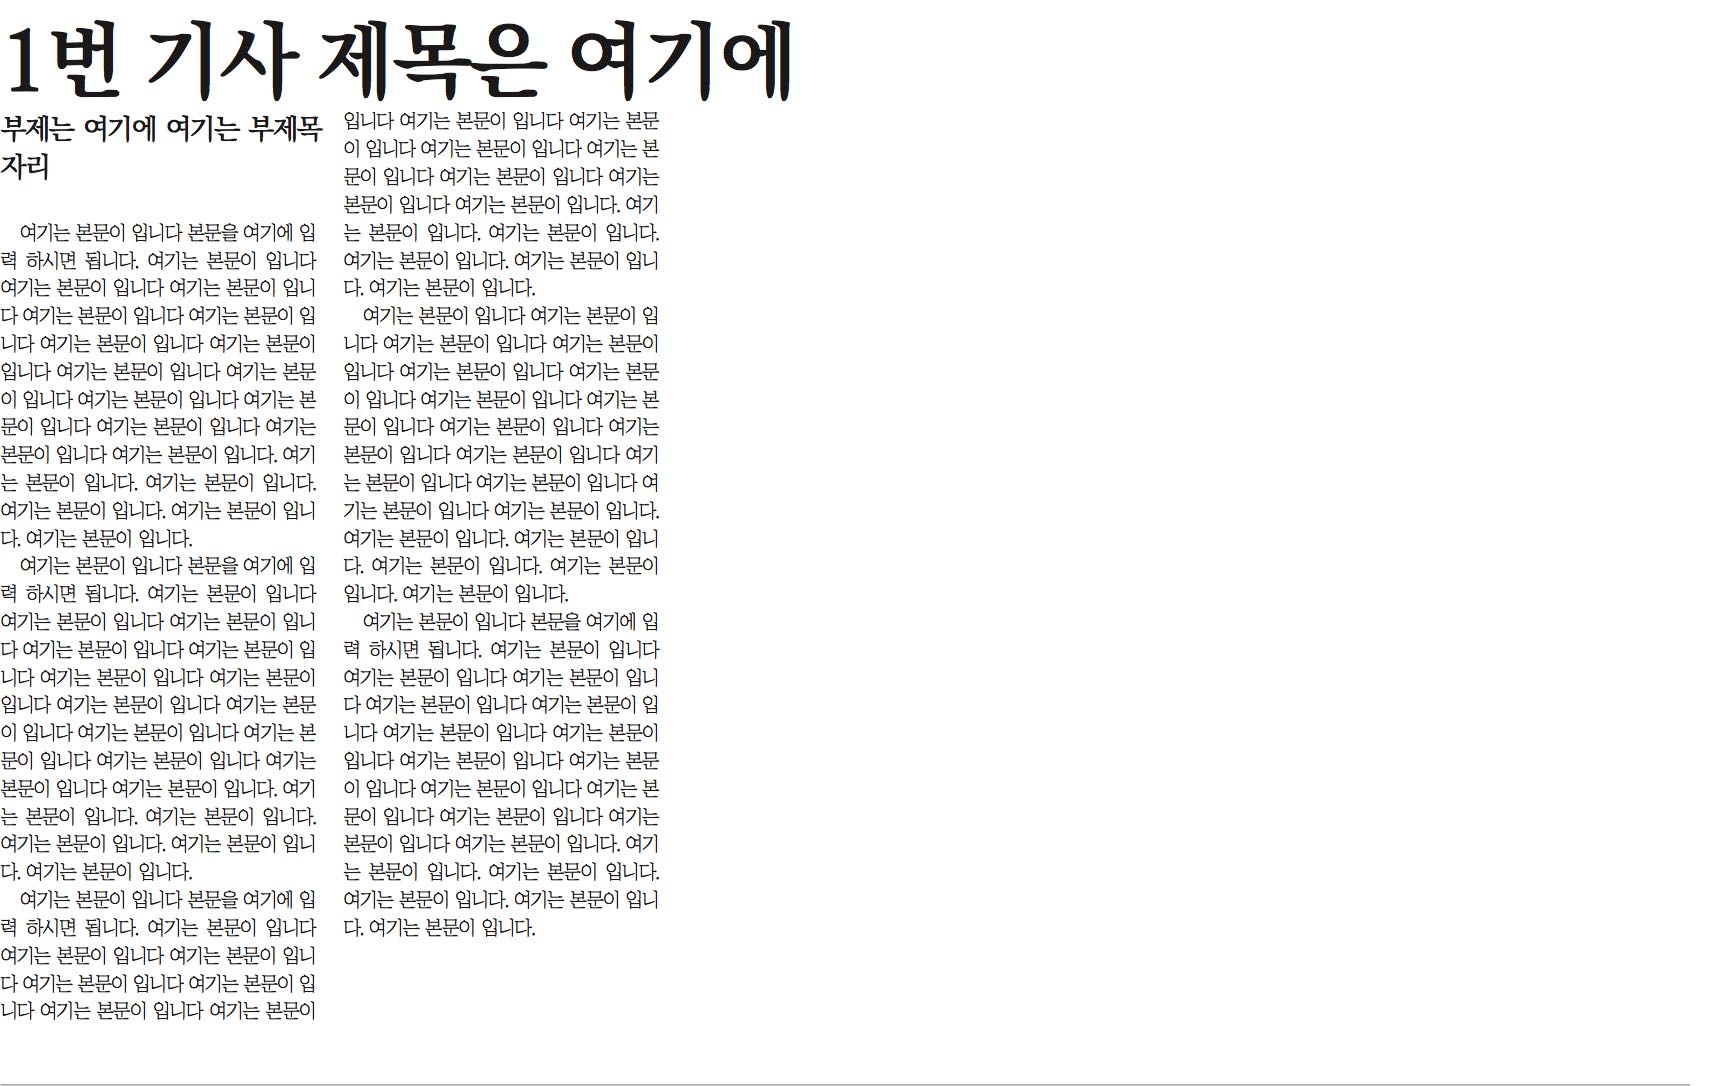 1번 기사 제목은 여기에
부제는 여기에 여기는 부제목
자리
여기는 본문이 입니다 본문을 여기에 입
력 하시면 됩니다. 여기는 본문이 입니다
여기는 본문이 입니다 여기는 본문이 입니
다 여기는 본문이 입니다 여기는 본문이 입
니다 여기는 본문이 입니다 여기는 본문이
입니다 여기는 본문이 입니다 여기는 본문
이 입니다 여기는 본문이 입니다 여기는 본
문이 입니다 여기는 본문이 입니다 여기는
본문이 입니다 여기는 본문이 입니다. 여기
는 본문이 입니다. 여기는 본문이 입니다.
여기는 본문이 입니다. 여기는 본문이 입니
다. 여기는 본문이 입니다.
여기는 본문이 입니다 본문을 여기에 입
력 하시면 됩니다. 여기는 본문이 입니다
여기는 본문이 입니다 여기는 본문이 입니
다 여기는 본문이 입니다 여기는 본문이 입
니다 여기는 본문이 입니다 여기는 본문이
입니다 여기는 본문이 입니다 여기는 본문
이 입니다 여기는 본문이 입니다 여기는 본
문이 입니다 여기는 본문이 입니다 여기는
본문이 입니다 여기는 본문이 입니다. 여기
는 본문이 입니다. 여기는 본문이 입니다.
여기는 본문이 입니다. 여기는 본문이 입니
다. 여기는 본문이 입니다.
여기는 본문이 입니다 본문을 여기에 입
력 하시면 됩니다. 여기는 본문이 입니다
여기는 본문이 입니다 여기는 본문이 입니
다 여기는 본문이 입니다 여기는 본문이 입
니다 여기는 본문이 입니다 여기는 본문이
입니다 여기는 본문이 입니다 여기는 본문
이 입니다 여기는 본문이 입니다 여기는 본
문이 입니다 여기는 본문이 입니다 여기는
본문이 입니다 여기는 본문이 입니다. 여기
는 본문이 입니다. 여기는 본문이 입니다.
여기는 본문이 입니다. 여기는 본문이 입니
다. 여기는 본문이 입니다.
여기는 본문이 입니다 여기는 본문이 입
니다 여기는 본문이 입니다 여기는 본문이
입니다 여기는 본문이 입니다 여기는 본문
이 입니다 여기는 본문이 입니다 여기는 본
문이 입니다 여기는 본문이 입니다 여기는
본문이 입니다 여기는 본문이 입니다 여기
는 본문이 입니다 여기는 본문이 입니다 여
기는 본문이 입니다 여기는 본문이 입니다.
여기는 본문이 입니다. 여기는 본문이 입니
다. 여기는 본문이 입니다. 여기는 본문이
입니다. 여기는 본문이 입니다.
여기는 본문이 입니다 본문을 여기에 입
력 하시면 됩니다. 여기는 본문이 입니다
여기는 본문이 입니다 여기는 본문이 입니
다 여기는 본문이 입니다 여기는 본문이 입
니다 여기는 본문이 입니다 여기는 본문이
입니다 여기는 본문이 입니다 여기는 본문
이 입니다 여기는 본문이 입니다 여기는 본
문이 입니다 여기는 본문이 입니다 여기는
본문이 입니다 여기는 본문이 입니다. 여기
는 본문이 입니다. 여기는 본문이 입니다.
여기는 본문이 입니다. 여기는 본문이 입니
다. 여기는 본문이 입니다.